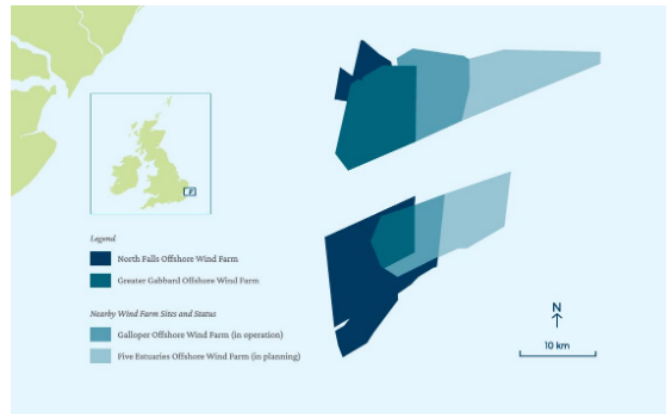 Legend
North Falls Offshore Wind Farm
Greater Gabbard Offshore Wind Farm
Nearby Wind Farm Sites and Status
Galloper Offshore Wind Farm (in operation)
Five Estuaries Offshore Wind Farm (in planning)
N
10 km